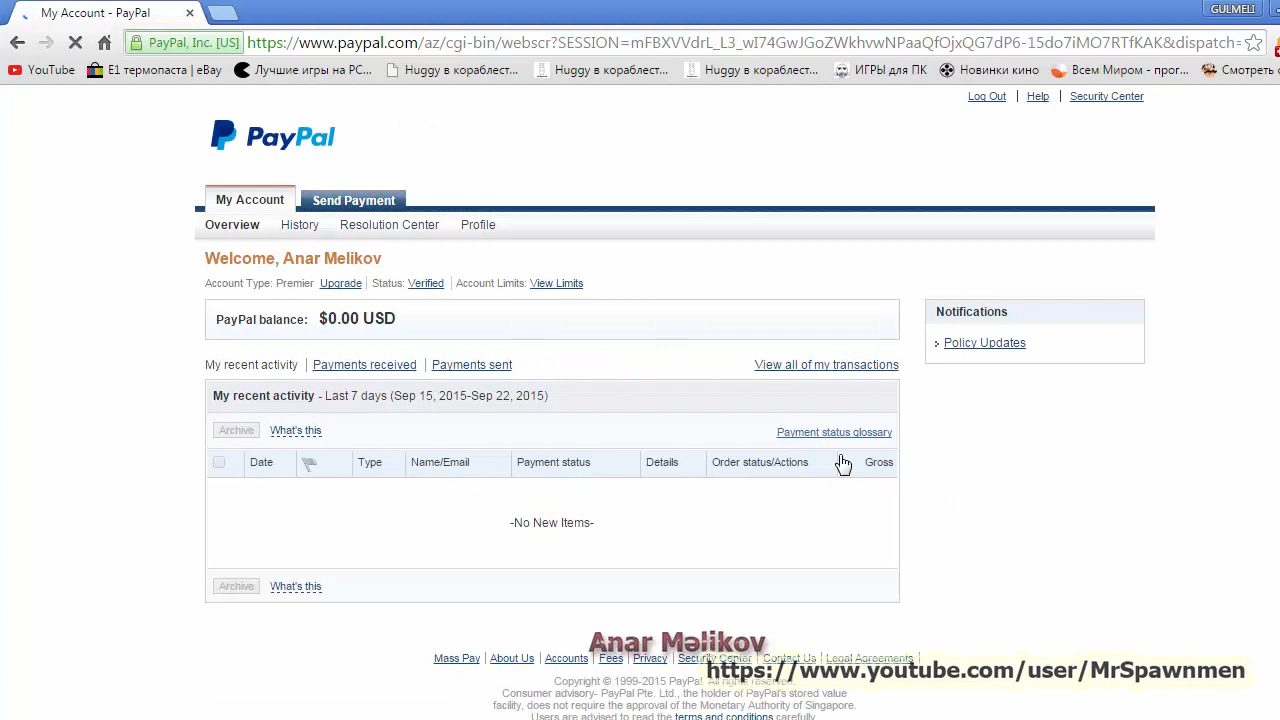 My Account - PayPal
GULMELI
PayPal, Inc. [US] https://www.paypal.com/az/cgi-bin/webscr?SESSION=mFBXVVdrL_L3_wI74GwJGoZWkhvwNPaaQfOjxQG7dP6-15do7iMO7RTfKAK&dispatch=
YouTube E1 термопаста | eBay Лучшие игры на PC... Huggy в кораблест... Huggy в кораблест... Huggy в кораблест... ИГРЫ для ПК Новинки кино Всем Миром - прог... Смотреть о
Log Out Help Security Center
PayPal
My Account Send Payment
Overview History Resolution Center Profile
Welcome, Anar Melikov
Account Type: Premier Upgrade Status: Verified Account Limits: View Limits
PayPal balance: $0.00 USD
Notifications
Policy Updates
My recent activity Payments received Payments sent View all of my transactions
My recent activity - Last 7 days (Sep 15, 2015-Sep 22, 2015)
Archive What's this Payment status glossary
Date Type Name/Email Payment status Details Order status/Actions Gross
-No New Items-
Archive What's this
Anar Məlikov
Mass Pay About Us Accounts Fees Privacy Security Center Contact Us Legal Agreements
https://www.youtube.com/user/MrSpawnmen
Copyright © 1999-2015 PayPal. All rights reserved.
Consumer advisory- PayPal Pte. Ltd., the holder of PayPal's stored value
facility, does not require the approval of the Monetary Authority of Singapore.
Users are advised to read the terms and conditions carefully.